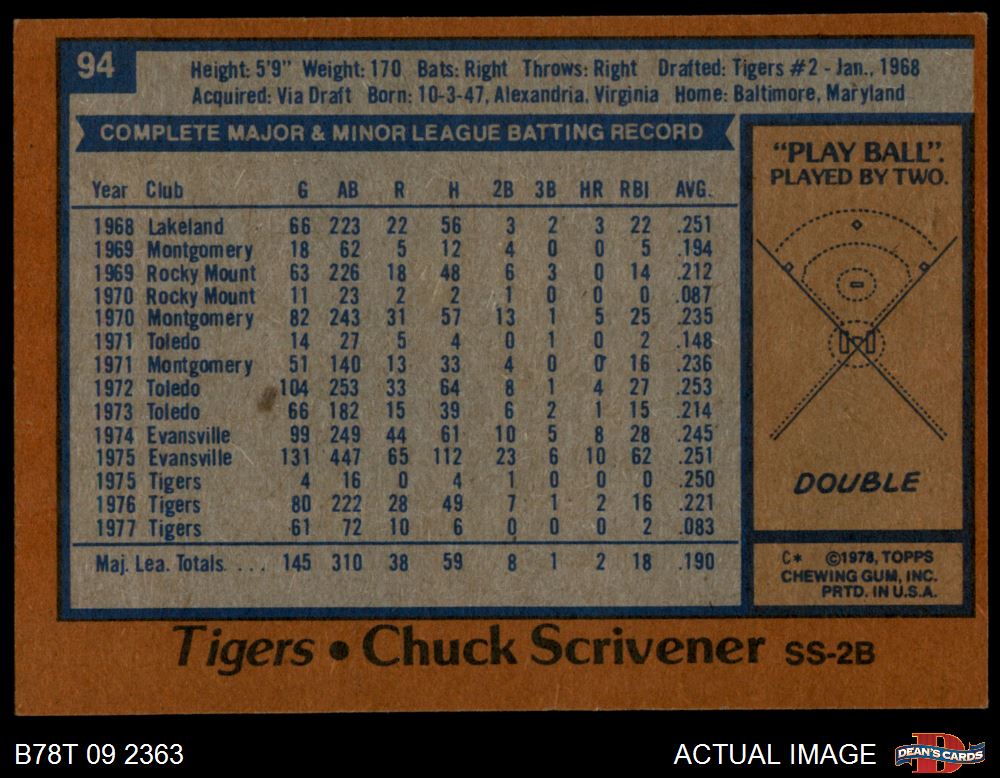 94
Height: 5'9" Weight: 170 Bats: Right Throws: Right Drafted: Tigers #2 - Jan., 1968
Acquired: Via Draft Born: 10-3-47, Alexandria, Virginia Home: Baltimore, Maryland
COMPLETE MAJOR & MINOR LEAGUE BATTING RECORD
Year Club G AB R H 2B 3B HR RBI AVG.
1968 Lakeland 66 223 22 56 3 2 3 22 .251
1969 Montgomery 18 62 5 12 4 0 0 5 .194
1969 Rocky Mount 63 226 18 48 6 3 0 14 .212
1970 Rocky Mount 11 23 2 2 1 0 0 0 .087
1970 Montgomery 82 243 31 57 13 1 5 25 .235
1971 Toledo 14 27 5 4 0 1 0 2 .148
1971 Montgomery 51 140 13 33 4 0 0 16 .236
1972 Toledo 104 253 33 64 8 1 4 27 .253
1973 Toledo 66 182 15 39 6 2 1 15 .214
1974 Evansville 99 249 44 61 10 5 8 28 .245
1975 Evansville 131 447 65 112 23 6 10 62 .251
1975 Tigers 4 16 0 4 1 0 0 0 .250
1976 Tigers 80 222 28 49 7 1 2 16 .221
1977 Tigers 61 72 10 6 0 0 0 2 .083
Maj. Lea. Totals. . . . 145 310 38 59 8 1 2 18 .190
"PLAY BALL".
PLAYED BY TWO.
DOUBLE
C* ©1978, TOPPS
CHEWING GUM, INC.
PRTD. IN U.S.A.
Tigers • Chuck Scrivener SS-2B
B78T 09 2363
ACTUAL IMAGE
DEAN'S CARDS